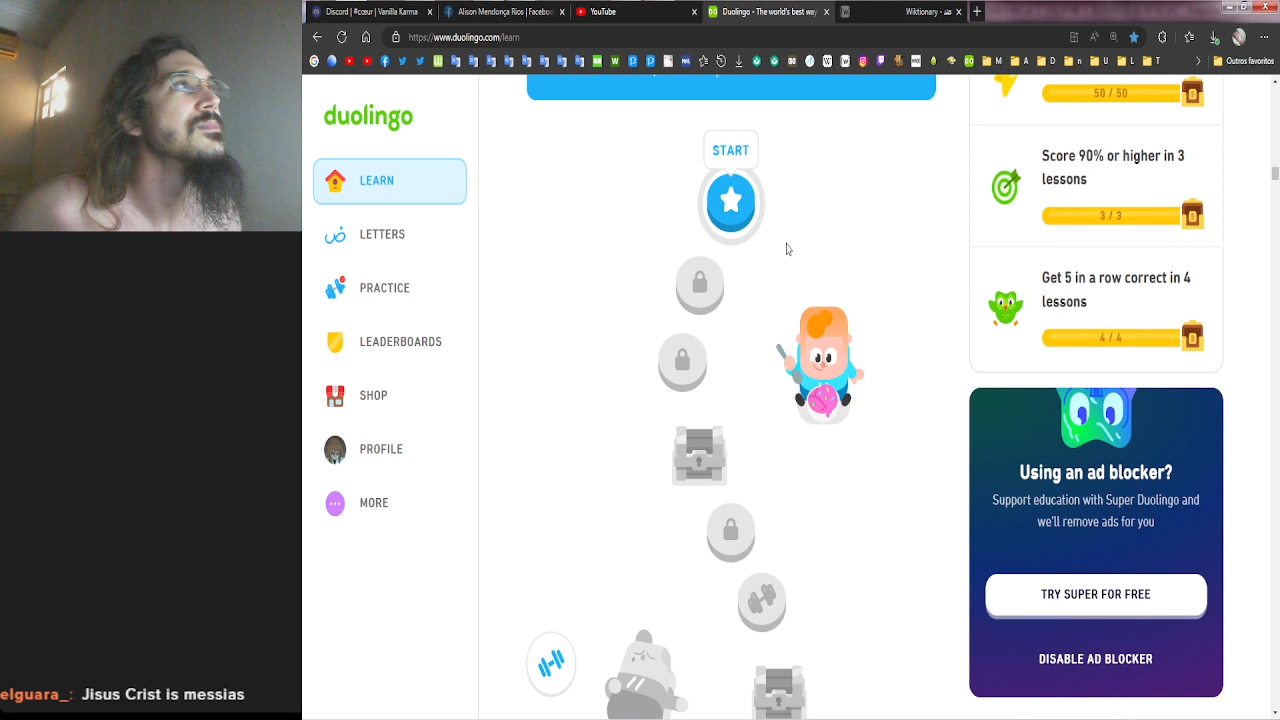 Discord | #cœur | Vanilla Karma
Alison Mendonça Rios | Facebo
YouTube
Duolingo - The world's best way
Wiktionary
https://www.duolingo.com/learn
Outros favoritos
M
A
D
n
U
L
T
duolingo
LEARN
ض
LETTERS
PRACTICE
LEADERBOARDS
SHOP
PROFILE
MORE
START
50 / 50
Score 90% or higher in 3
lessons
3 / 3
Get 5 in a row correct in 4
lessons
4 / 4
Using an ad blocker?
Support education with Super Duolingo and
we'll remove ads for you
TRY SUPER FOR FREE
DISABLE AD BLOCKER
elguara_: Jisus Crist is messias